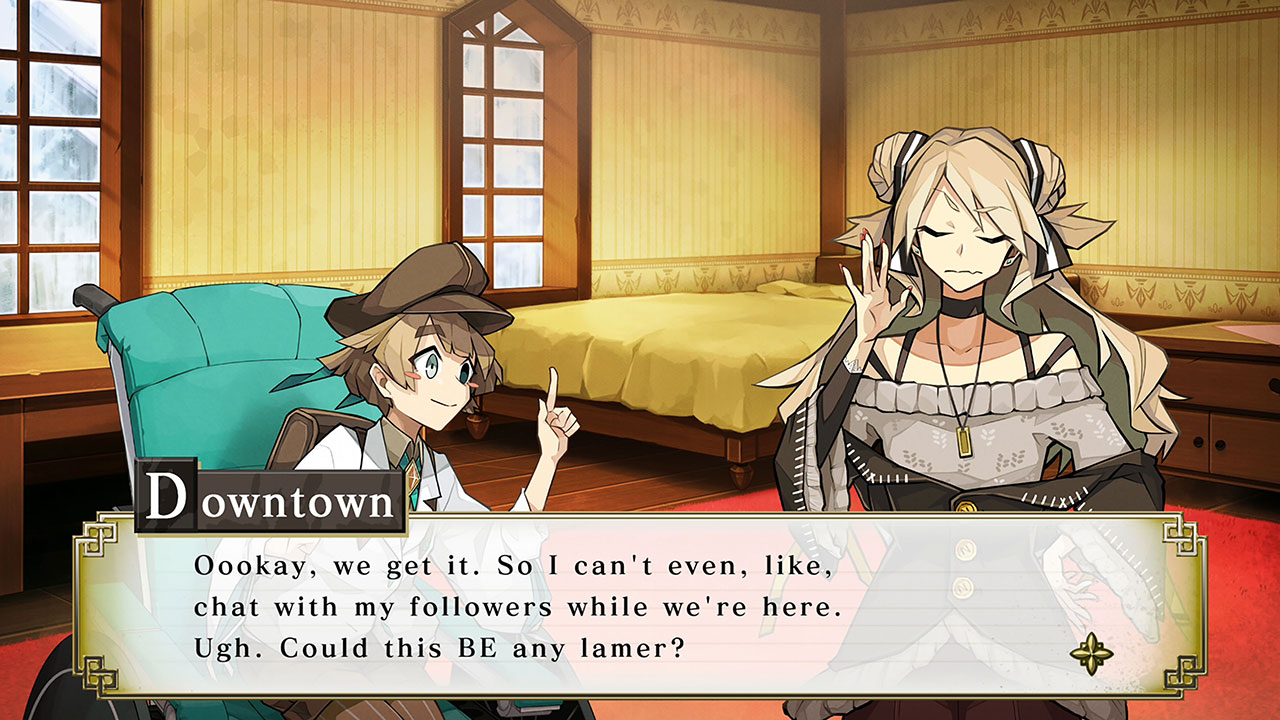 Downtown
Oookay, we get it. So I can't even, like,
chat with my followers while we're here.
Ugh. Could this BE any lamer?